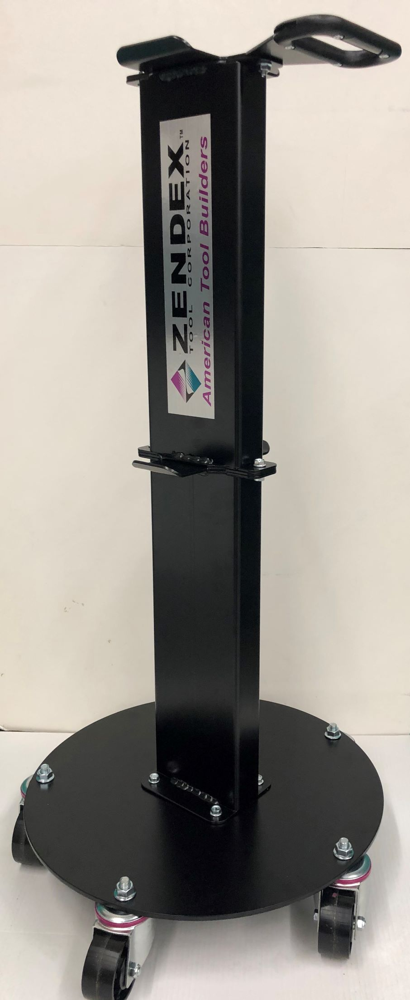 ZENDEX™
TOOL CORPORATION
American Tool Builders